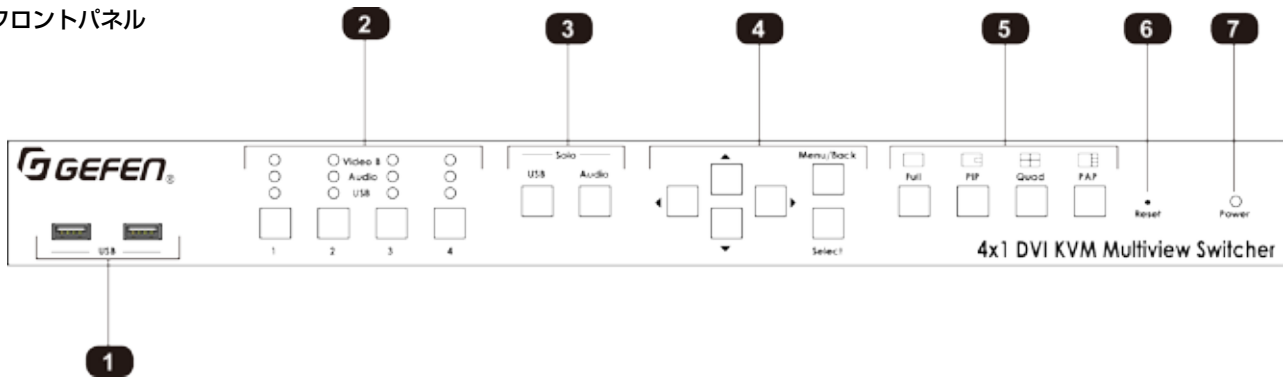 フロントパネル
2 3 4 5 6 7
GEFEN®
Video B
Audio
USB
1 2 3 4
Solo
USB Audio
Menu/Back
Select
Full PIP Quad PAP
Reset
Power
USB
4x1 DVI KVM Multiview Switcher
1